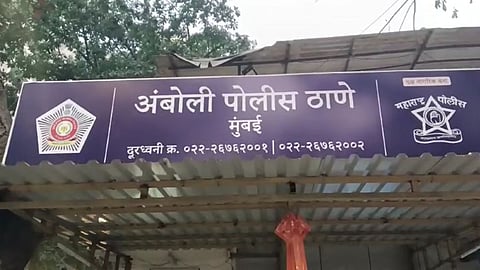 अंबोली पोलीस ठाणे
मुंबई
दूरध्वनी क्र. ०२२-२६७६२००१ | ०२२-२६७६२००२
महाराष्ट्र पोलीस